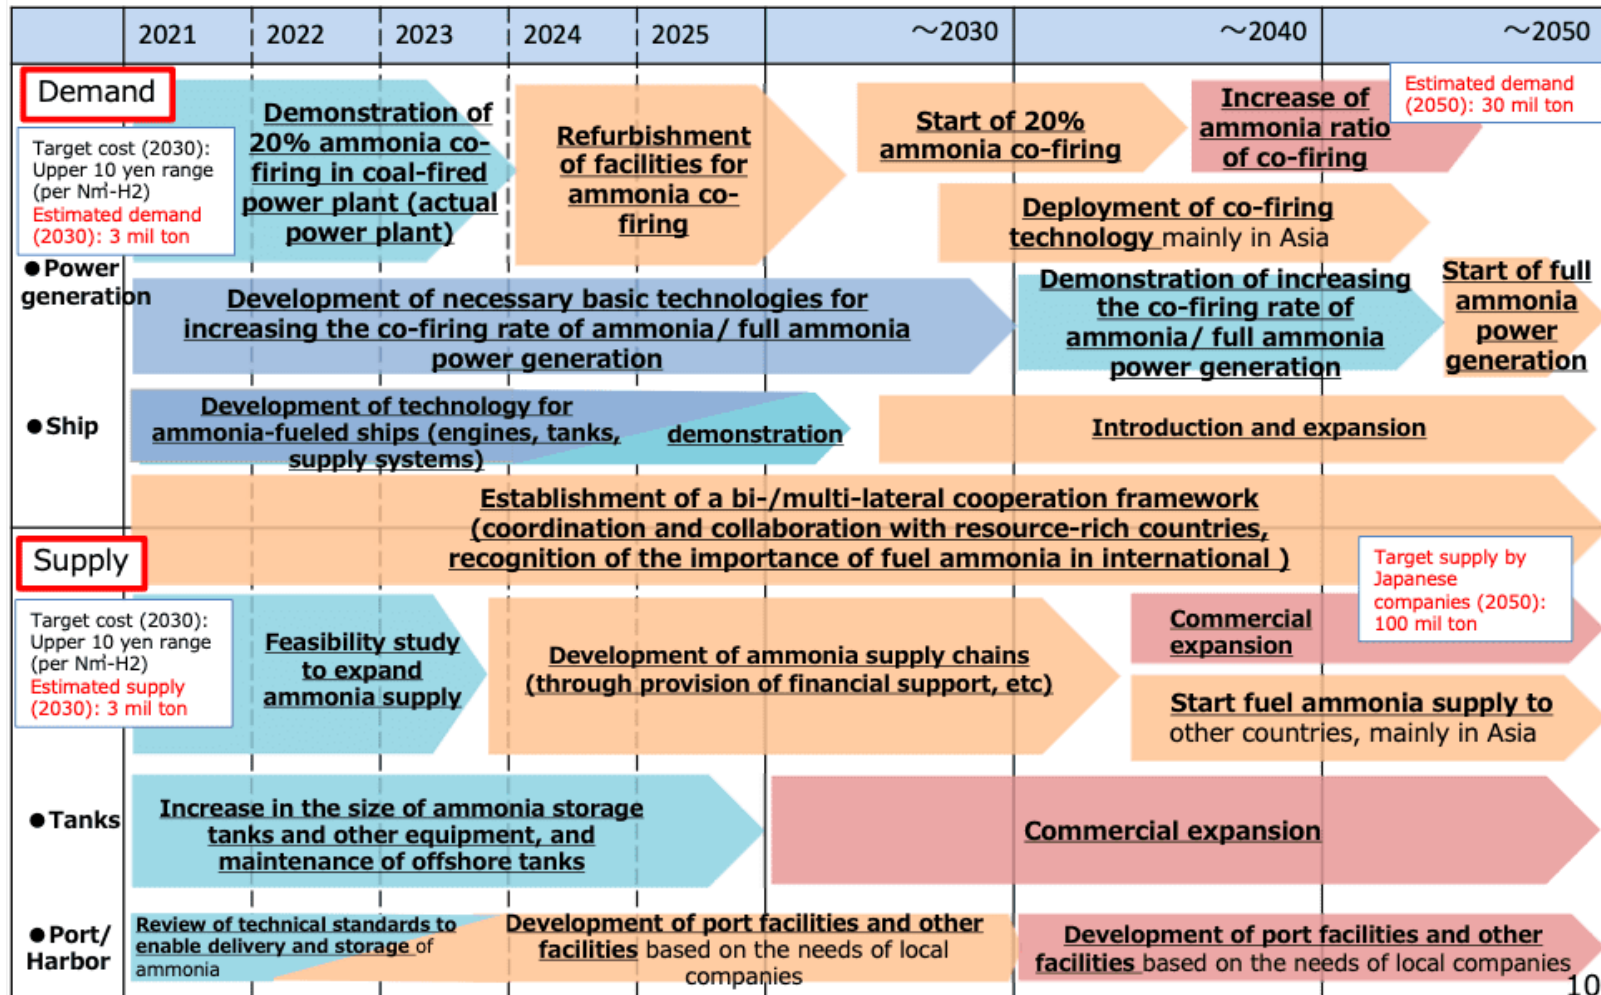 2021
2022
2023
2024
2025
～2030
～2040
～2050
Demand
Target cost (2030):
Upper 10 yen range
(per N㎥-H2)
Estimated demand
(2030): 3 mil ton
Demonstration of
20% ammonia co-
firing in coal-fired
power plant (actual
power plant)
Refurbishment
of facilities for
ammonia co-
firing
Start of 20%
ammonia co-firing
Increase of
ammonia ratio
of co-firing
Estimated demand
(2050): 30 mil ton
Deployment of co-firing
technology mainly in Asia
●Power
generation
Development of necessary basic technologies for
increasing the co-firing rate of ammonia/ full ammonia
power generation
Demonstration of increasing
the co-firing rate of
ammonia/ full ammonia
power generation
Start of full
ammonia
power
generation
●Ship
Development of technology for
ammonia-fueled ships (engines, tanks,
supply systems)
demonstration
Introduction and expansion
Establishment of a bi-/multi-lateral cooperation framework
(coordination and collaboration with resource-rich countries,
recognition of the importance of fuel ammonia in international )
Supply
Target cost (2030):
Upper 10 yen range
(per N㎥-H2)
Estimated supply
(2030): 3 mil ton
Feasibility study
to expand
ammonia supply
Development of ammonia supply chains
(through provision of financial support, etc)
Commercial
expansion
Target supply by
Japanese
companies (2050):
100 mil ton
Start fuel ammonia supply to
other countries, mainly in Asia
●Tanks
Increase in the size of ammonia storage
tanks and other equipment, and
maintenance of offshore tanks
Commercial expansion
●Port/
Harbor
Review of technical standards to
enable delivery and storage of
ammonia
Development of port facilities and other
facilities based on the needs of local
companies
Development of port facilities and other
facilities based on the needs of local companies
10